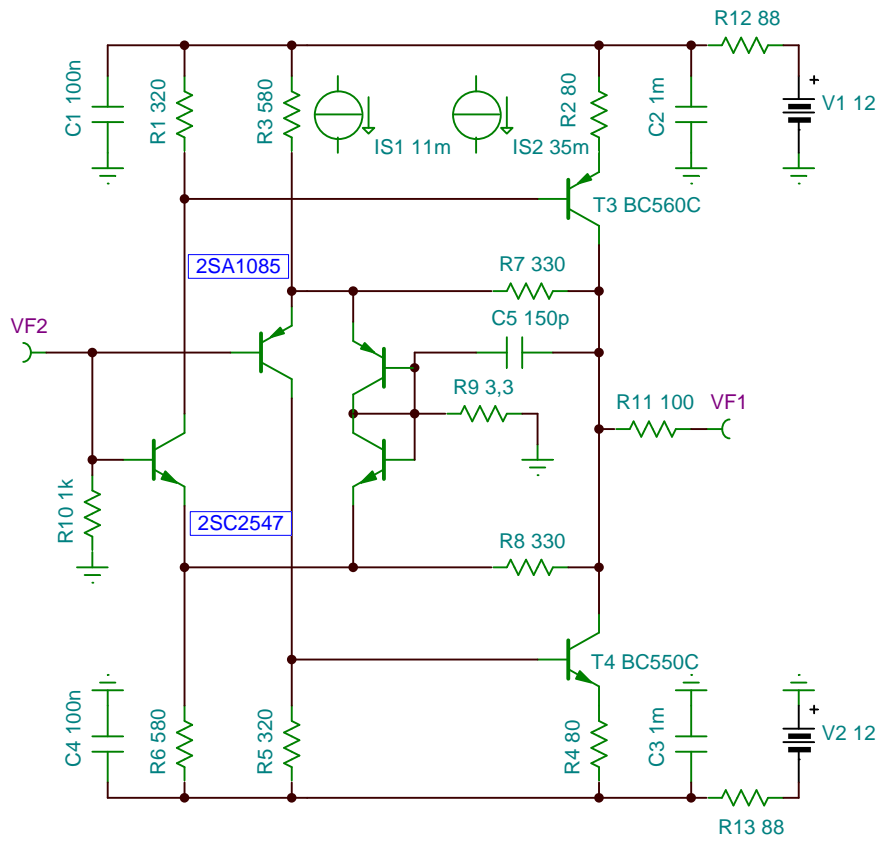 R12 88
C1 100n
R1 320
R3 580
IS1 11m
IS2 35m
R2 80
C2 1m
+
V1 12
T3 BC560C
2SA1085
R7 330
VF2
C5 150p
R9 3,3
R11 100
VF1
R10 1k
2SC2547
R8 330
T4 BC550C
C4 100n
R6 580
R5 320
R4 80
C3 1m
+
V2 12
R13 88